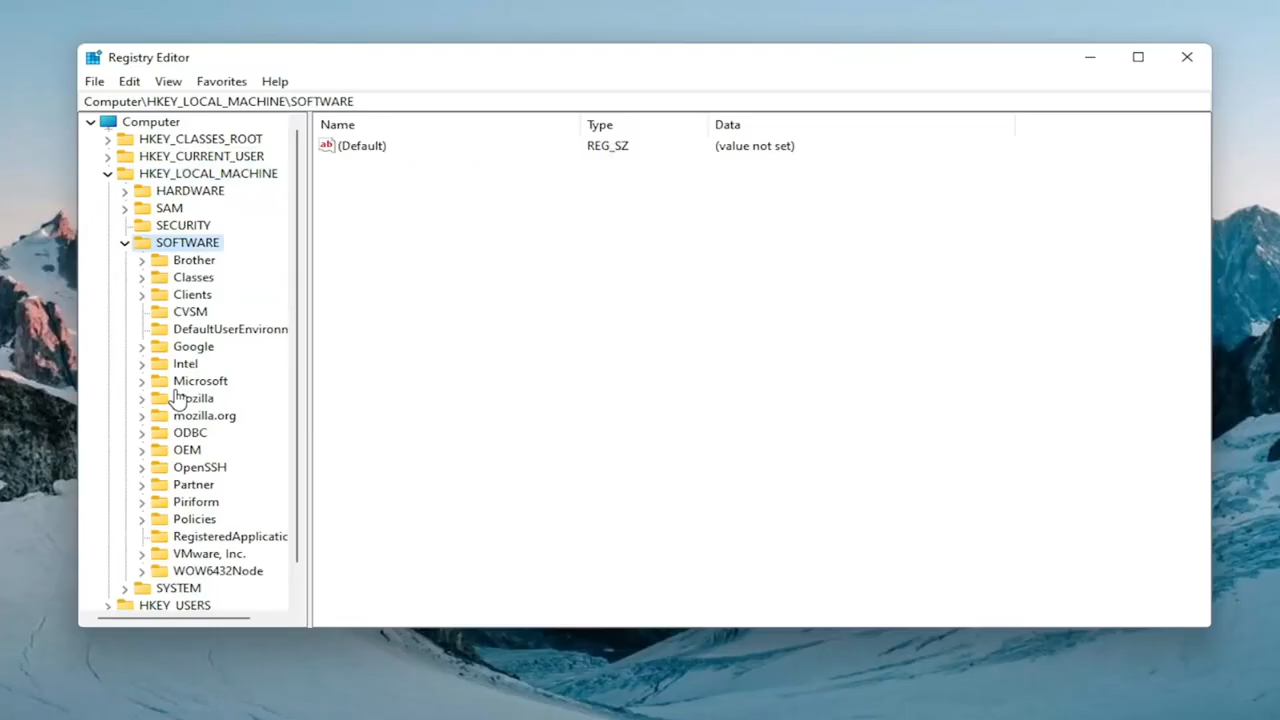 Registry Editor
File Edit View Favorites Help
Computer\HKEY_LOCAL_MACHINE\SOFTWARE
Computer
HKEY_CLASSES_ROOT
HKEY_CURRENT_USER
HKEY_LOCAL_MACHINE
HARDWARE
SAM
SECURITY
SOFTWARE
Brother
Classes
Clients
CVSM
DefaultUserEnvironn
Google
Intel
Microsoft
ozilla
mozilla.org
ODBC
OEM
OpenSSH
Partner
Piriform
Policies
RegisteredApplicatic
VMware, Inc.
WOW6432Node
SYSTEM
HKEY_USERS
Name Type Data
ab (Default) REG_SZ (value not set)